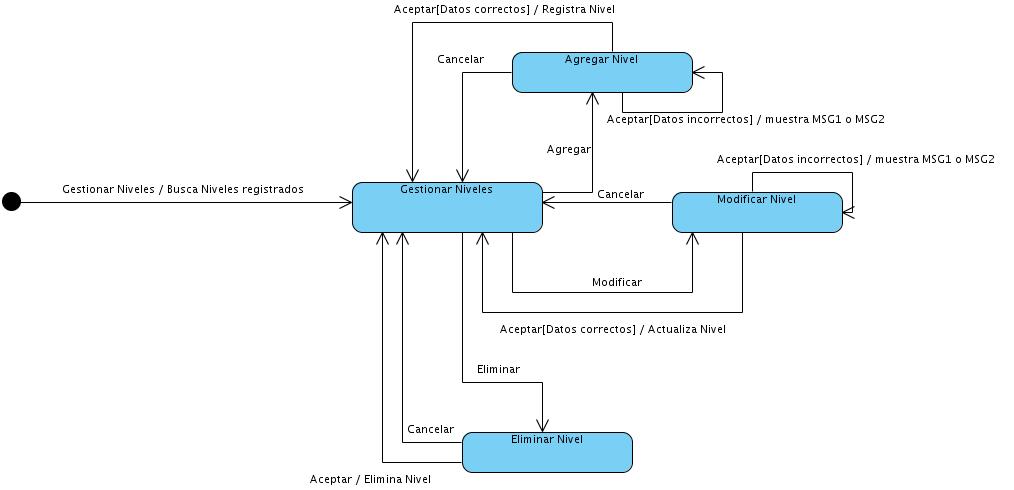 Aceptar[Datos correctos] / Registra Nivel
Cancelar
Agregar Nivel
Aceptar[Datos incorrectos] / muestra MSG1 o MSG2
Agregar
Aceptar[Datos incorrectos] / muestra MSG1 o MSG2
Gestionar Niveles / Busca Niveles registrados
Gestionar Niveles
Cancelar
Modificar Nivel
Modificar
Aceptar[Datos correctos] / Actualiza Nivel
Eliminar
Cancelar
Eliminar Nivel
Aceptar / Elimina Nivel